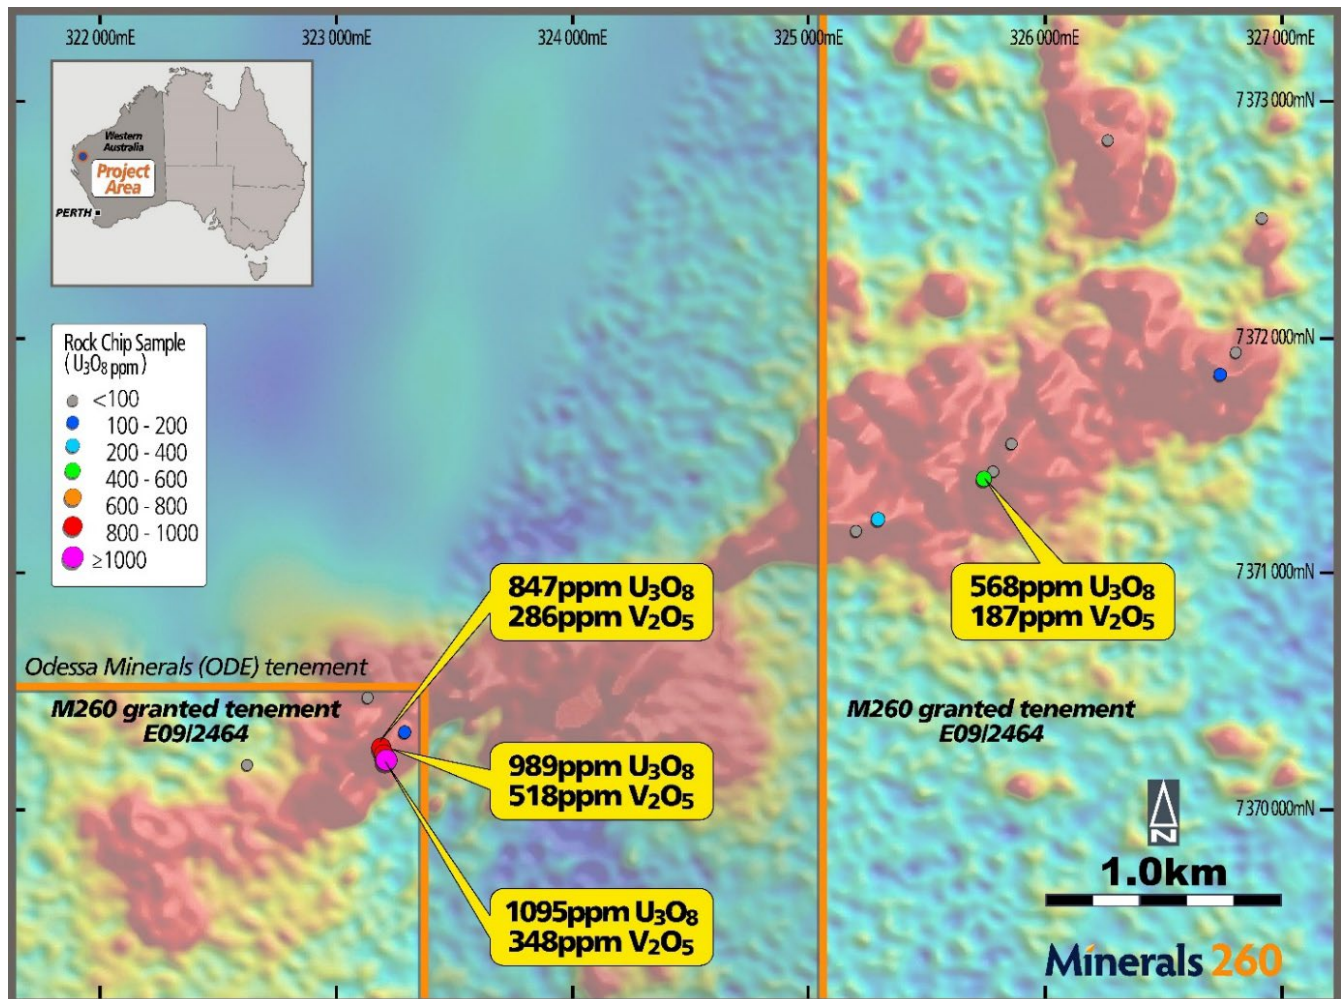 322 000mE
323 000mE
324 000mE
325 000mE
326 000mE
327 000mE
7 373 000mN
Western
Australia
Project
Area
PERTH
7 372 000mN
Rock Chip Sample
(U₃O₈ ppm)
<100
100 - 200
200 - 400
400 - 600
600 - 800
800 - 1000
≥1000
7 371 000mN
847ppm U₃O₈
286ppm V₂O₅
568ppm U₃O₈
187ppm V₂O₅
Odessa Minerals (ODE) tenement
M260 granted tenement
E09/2464
M260 granted tenement
E09/2464
989ppm U₃O₈
518ppm V₂O₅
7 370 000mN
N
1.0km
1095ppm U₃O₈
348ppm V₂O₅
Minerals 260